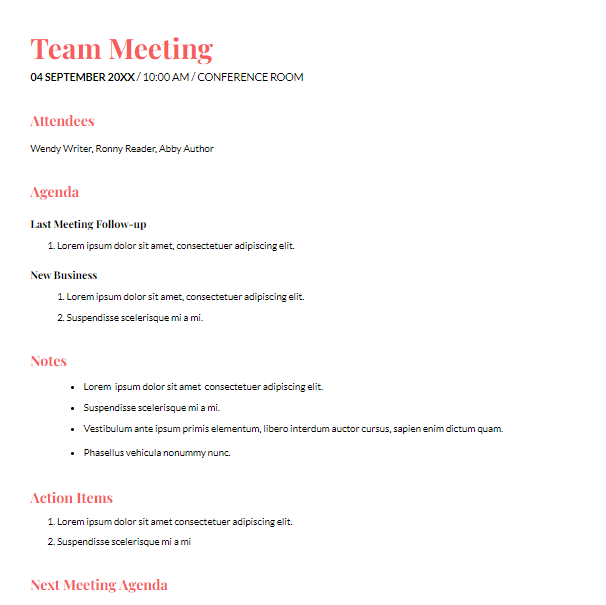 Team Meeting
04 SEPTEMBER 20XX / 10:00 AM / CONFERENCE ROOM
Attendees
Wendy Writer, Ronny Reader, Abby Author
Agenda
Last Meeting Follow-up
1. Lorem ipsum dolor sit amet, consectetuer adipiscing elit.
New Business
1. Lorem ipsum dolor sit amet, consectetuer adipiscing elit.
2. Suspendisse scelerisque mi a mi.
Notes
• Lorem ipsum dolor sit amet consectetuer adipiscing elit.
• Suspendisse scelerisque mi a mi.
• Vestibulum ante ipsum primis elementum, libero interdum auctor cursus, sapien enim dictum quam.
• Phasellus vehicula nonummy nunc.
Action Items
1. Lorem ipsum dolor sit amet consectetuer adipiscing elit.
2. Suspendisse scelerisque mi a mi
Next Meeting Agenda